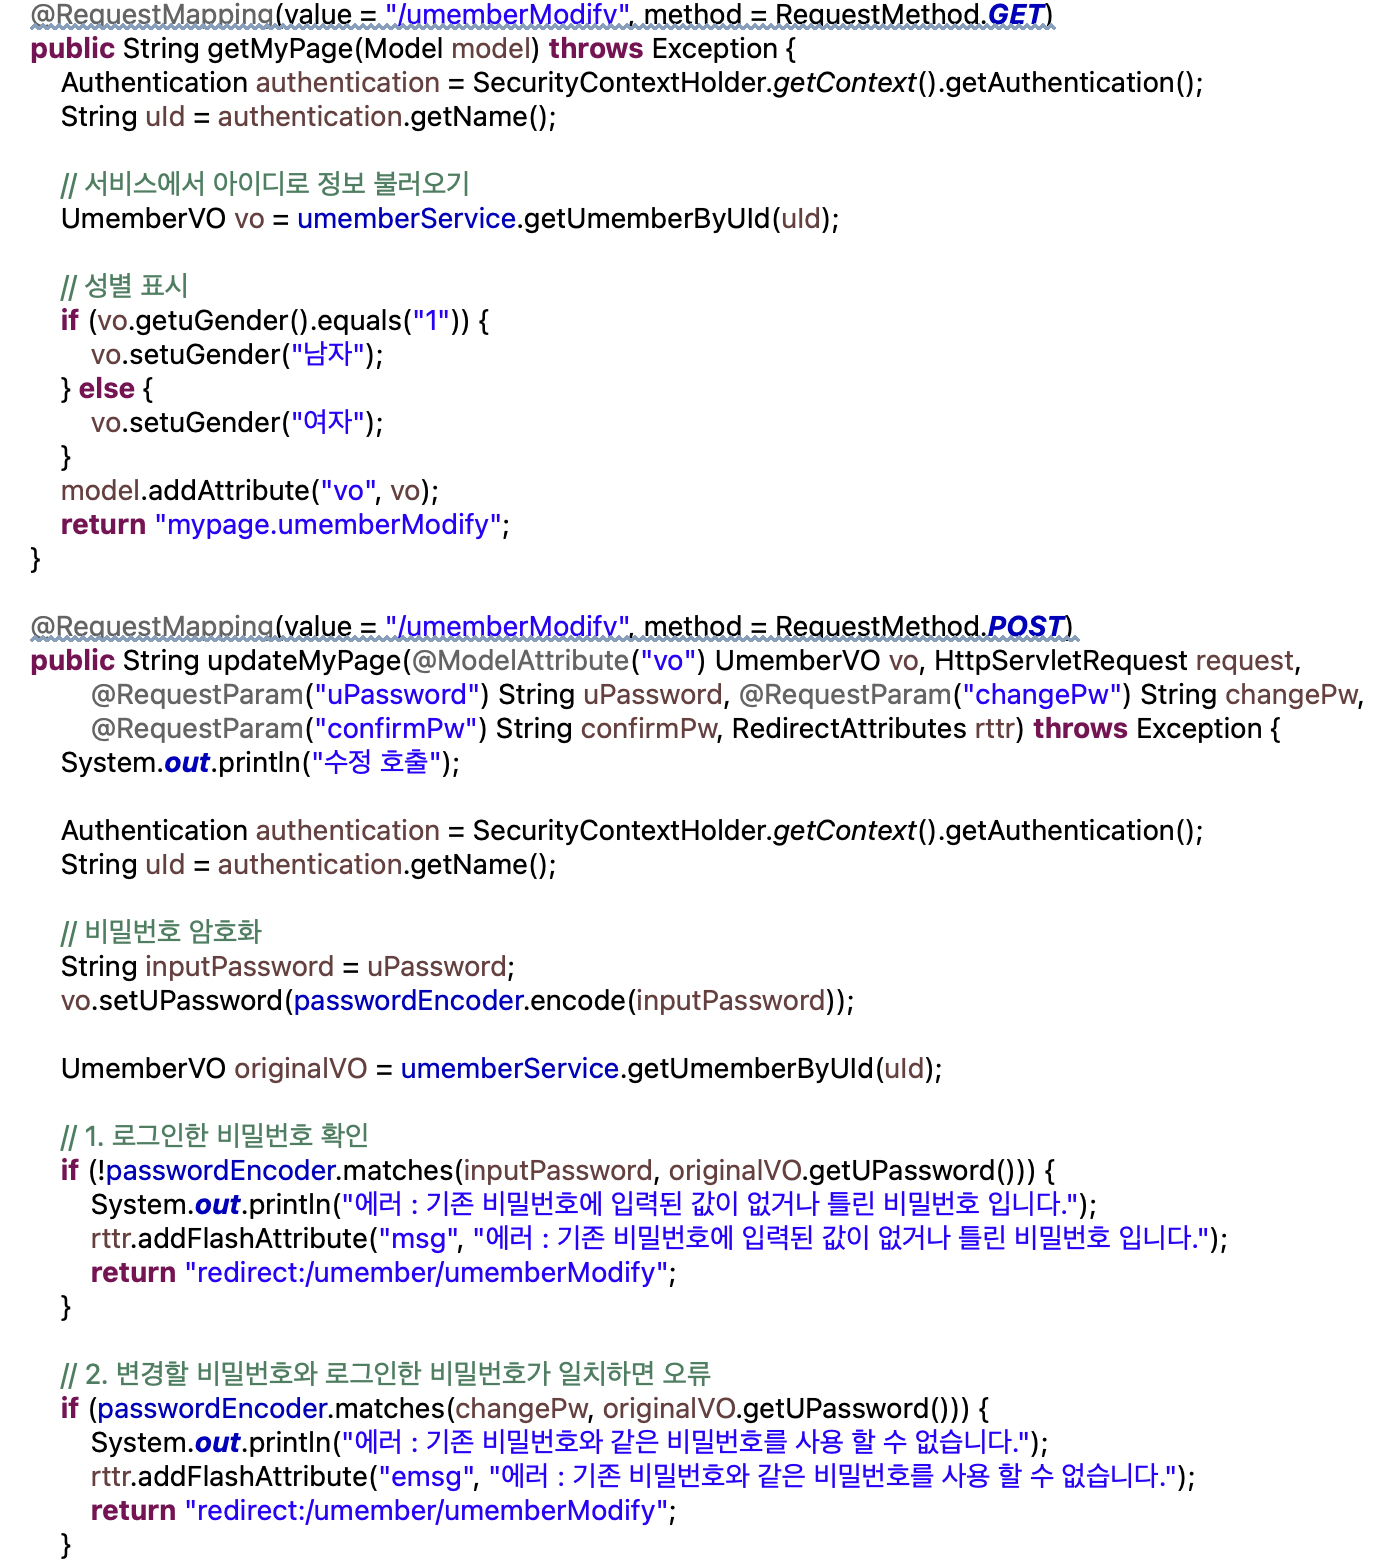 @RequestMapping(value = "/umemberModify", method = RequestMethod.GET)
public String getMyPage(Model model) throws Exception {
Authentication authentication = SecurityContextHolder.getContext().getAuthentication();
String uId = authentication.getName();
// 서비스에서 아이디로 정보 불러오기
UmemberVO vo = umemberService.getUmemberByUId(uId);
// 성별 표시
if (vo.getuGender().equals("1")) {
vo.setuGender("남자");
} else {
vo.setuGender("여자");
}
model.addAttribute("vo", vo);
return "mypage.umemberModify";
}
@RequestMapping(value = "/umemberModify", method = RequestMethod.POST)
public String updateMyPage(@ModelAttribute("vo") UmemberVO vo, HttpServletRequest request,
@RequestParam("uPassword") String uPassword, @RequestParam("changePw") String changePw,
@RequestParam("confirmPw") String confirmPw, RedirectAttributes rttr) throws Exception {
System.out.println("수정 호출");
Authentication authentication = SecurityContextHolder.getContext().getAuthentication();
String uId = authentication.getName();
// 비밀번호 암호화
String inputPassword = uPassword;
vo.setUPassword(passwordEncoder.encode(inputPassword));
UmemberVO originalVO = umemberService.getUmemberByUId(uId);
// 1. 로그인한 비밀번호 확인
if (!passwordEncoder.matches(inputPassword, originalVO.getUPassword())) {
System.out.println("에러 : 기존 비밀번호에 입력된 값이 없거나 틀린 비밀번호 입니다.");
rttr.addFlashAttribute("msg", "에러 : 기존 비밀번호에 입력된 값이 없거나 틀린 비밀번호 입니다.");
return "redirect:/umember/umemberModify";
}
// 2. 변경할 비밀번호와 로그인한 비밀번호가 일치하면 오류
if (passwordEncoder.matches(changePw, originalVO.getUPassword())) {
System.out.println("에러 : 기존 비밀번호와 같은 비밀번호를 사용 할 수 없습니다.");
rttr.addFlashAttribute("emsg", "에러 : 기존 비밀번호와 같은 비밀번호를 사용 할 수 없습니다.");
return "redirect:/umember/umemberModify";
}